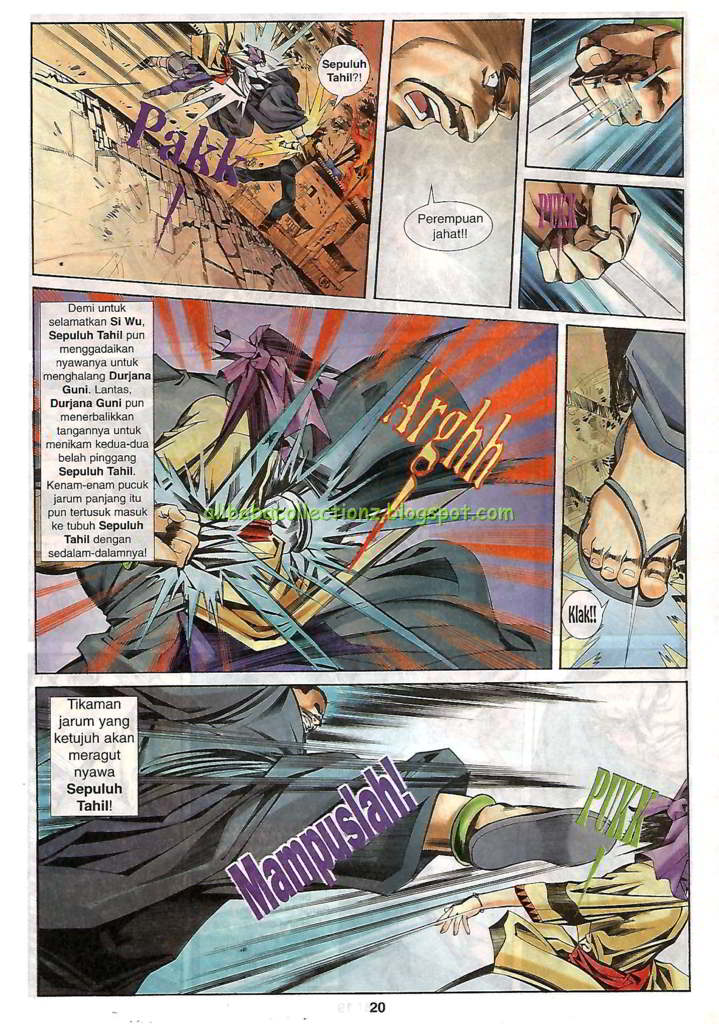 Sepuluh
Tahil?!
Pakk
!
Perempuan
jahat!!
PUKK
Demi untuk
selamatkan Si Wu,
Sepuluh Tahil pun
menggadaikan
nyawanya untuk
menghalang Durjana
Guni. Lantas,
Durjana Guni pun
menerbalikkan
tangannya untuk
menikam kedua-dua
belah pinggang
Sepuluh Tahil.
Kenam-enam pucuk
jarum panjang itu
pun tertusuk masuk
ke tubuh Sepuluh
Tahil dengan
sedalam-dalamnya!
Arghh
!
alibabacollectionz.blogspot.com
Klak!!
Tikaman
jarum yang
ketujuh akan
meragut
nyawa
Sepuluh
Tahil!
Mampuslah!
PUKK
!
20